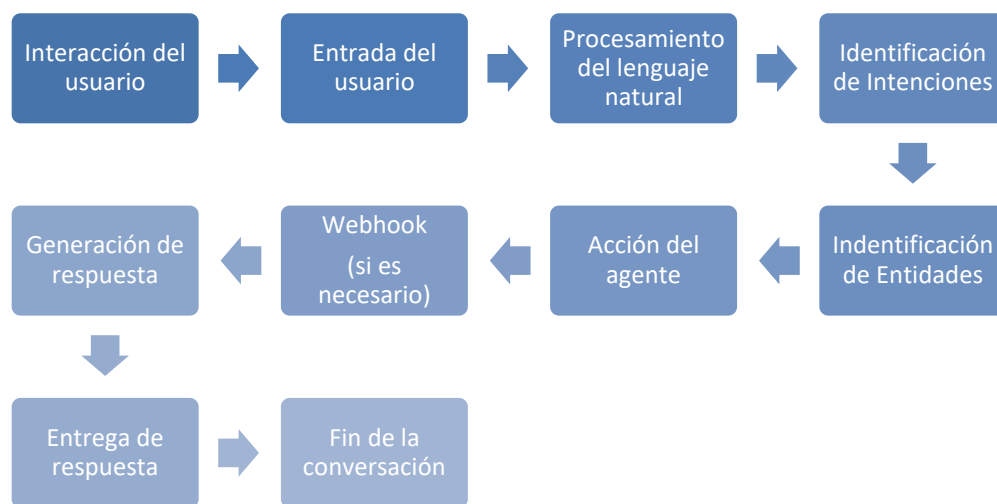 Interacción del
usuario
Entrada del
usuario
Procesamiento
del lenguaje
natural
Identificación
de Intenciones
Indentificación
de Entidades
Acción del
agente
Webhook
(si es
necesario)
Generación de
respuesta
Entrega de
respuesta
Fin de la
conversación